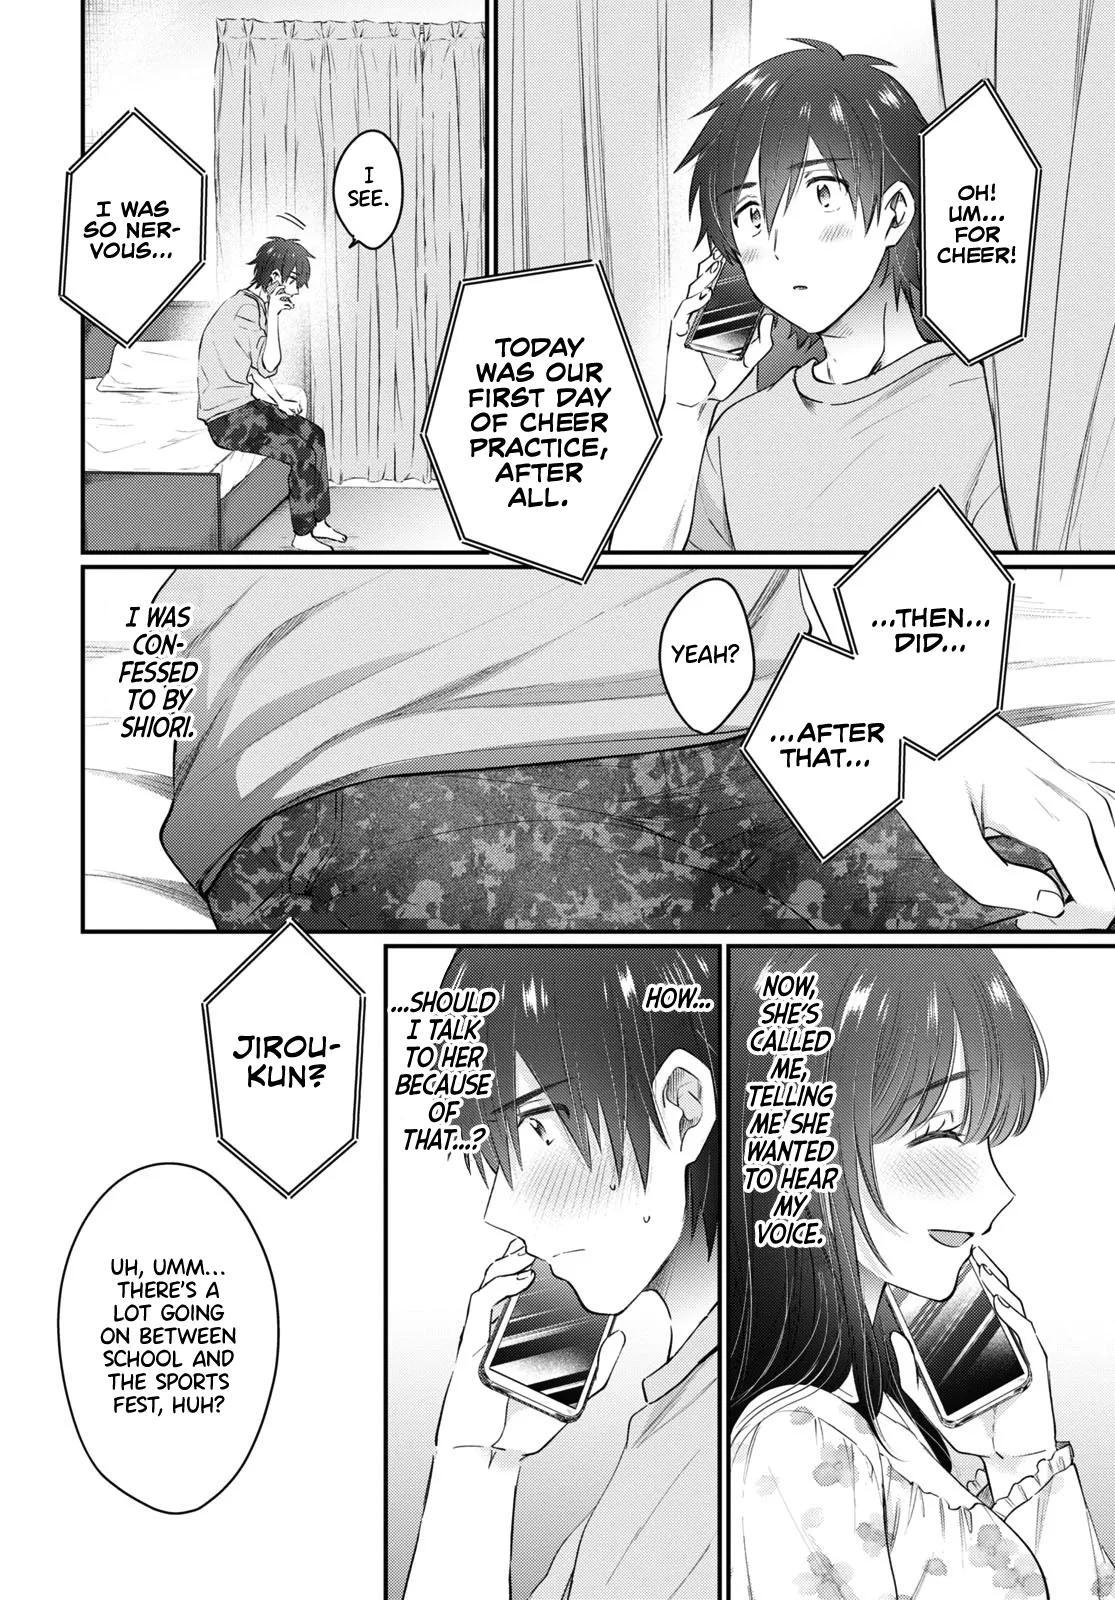 OH!
UM...
FOR
CHEER!
TODAY
WAS OUR
FIRST DAY
OF CHEER
PRACTICE,
AFTER
ALL.
I
SEE.
I WAS
SO NER-
VOUS...
...THEN...
DID...
...AFTER
THAT...
YEAH?
I WAS
CON-
FESSED
TO BY
SHIORI.
NOW,
SHE'S
CALLED
ME,
TELLING
ME SHE
WANTED
TO HEAR
MY
VOICE.
HOW...
...SHOULD
I TALK
TO HER
BECAUSE
OF
THAT...?
JIROU-
KUN?
UH, UMM...
THERE'S A
LOT GOING
ON BETWEEN
SCHOOL AND
THE SPORTS
FEST, HUH?